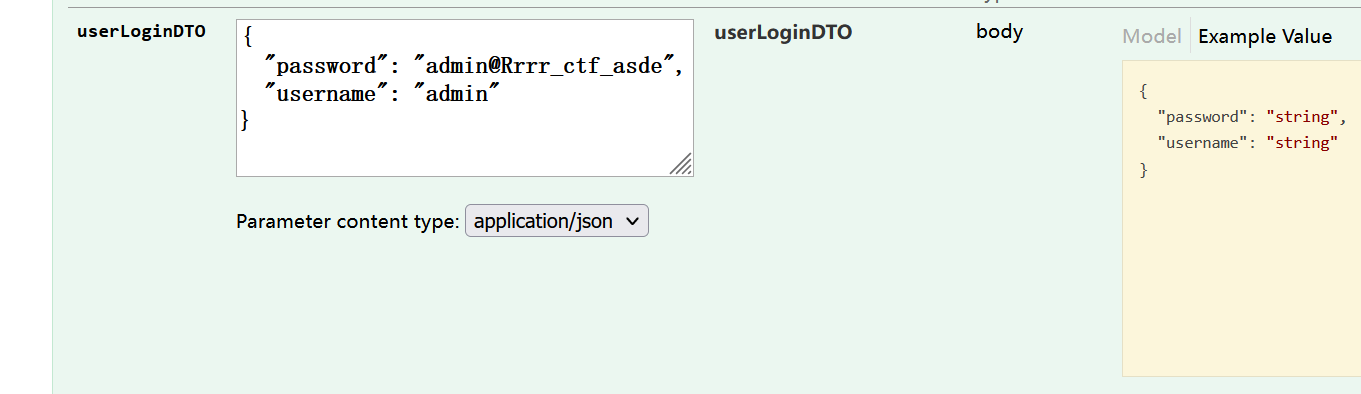 userLoginDTO
{
"password": "admin@Rrrr_ctf_asde",
"username": "admin"
}
Parameter content type: application/json
userLoginDTO
body
Model Example Value
{
"password": "string",
"username": "string"
}